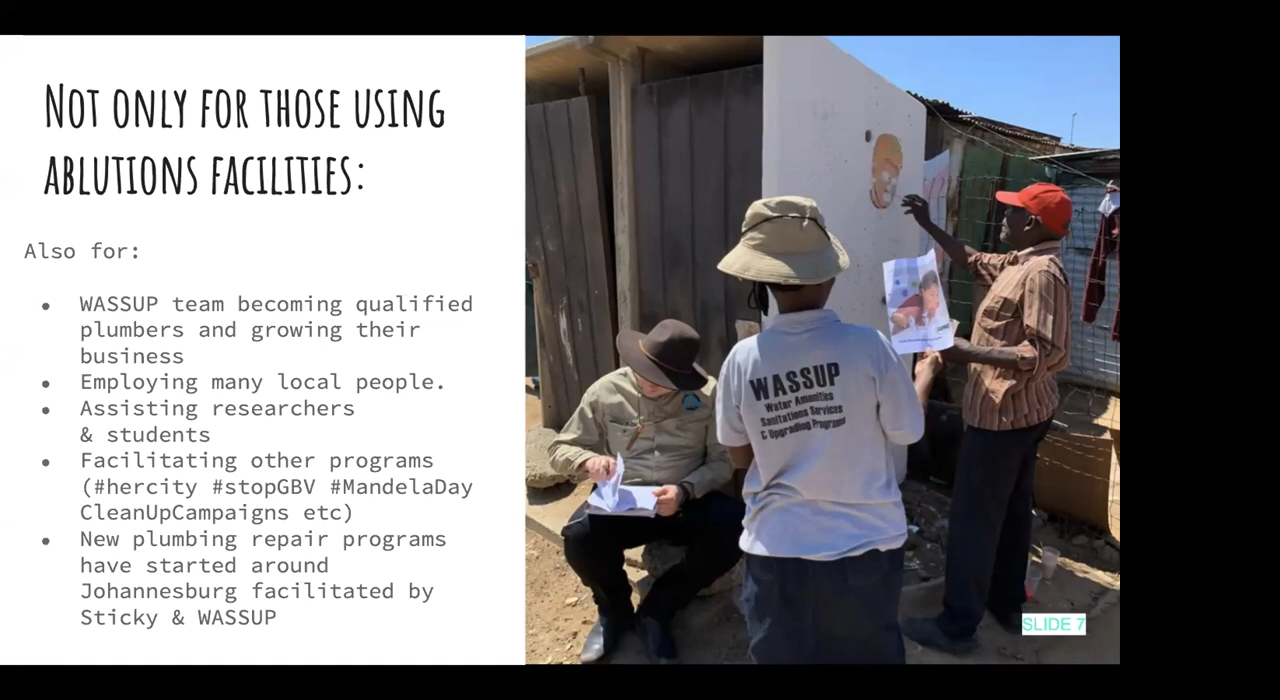 NOT ONLY FOR THOSE USING
ABLUTIONS FACILITIES:
Also for:
● WASSUP team becoming qualified
plumbers and growing their
business
● Employing many local people.
● Assisting researchers
& students
● Facilitating other programs
(#hercity #stopGBV #MandelaDay
CleanUpCampaigns etc)
● New plumbing repair programs
have started around
Johannesburg facilitated by
Sticky & WASSUP
WASSUP
Water Amenities
Sanitations Services
& Upgrading Programs
SLIDE 7